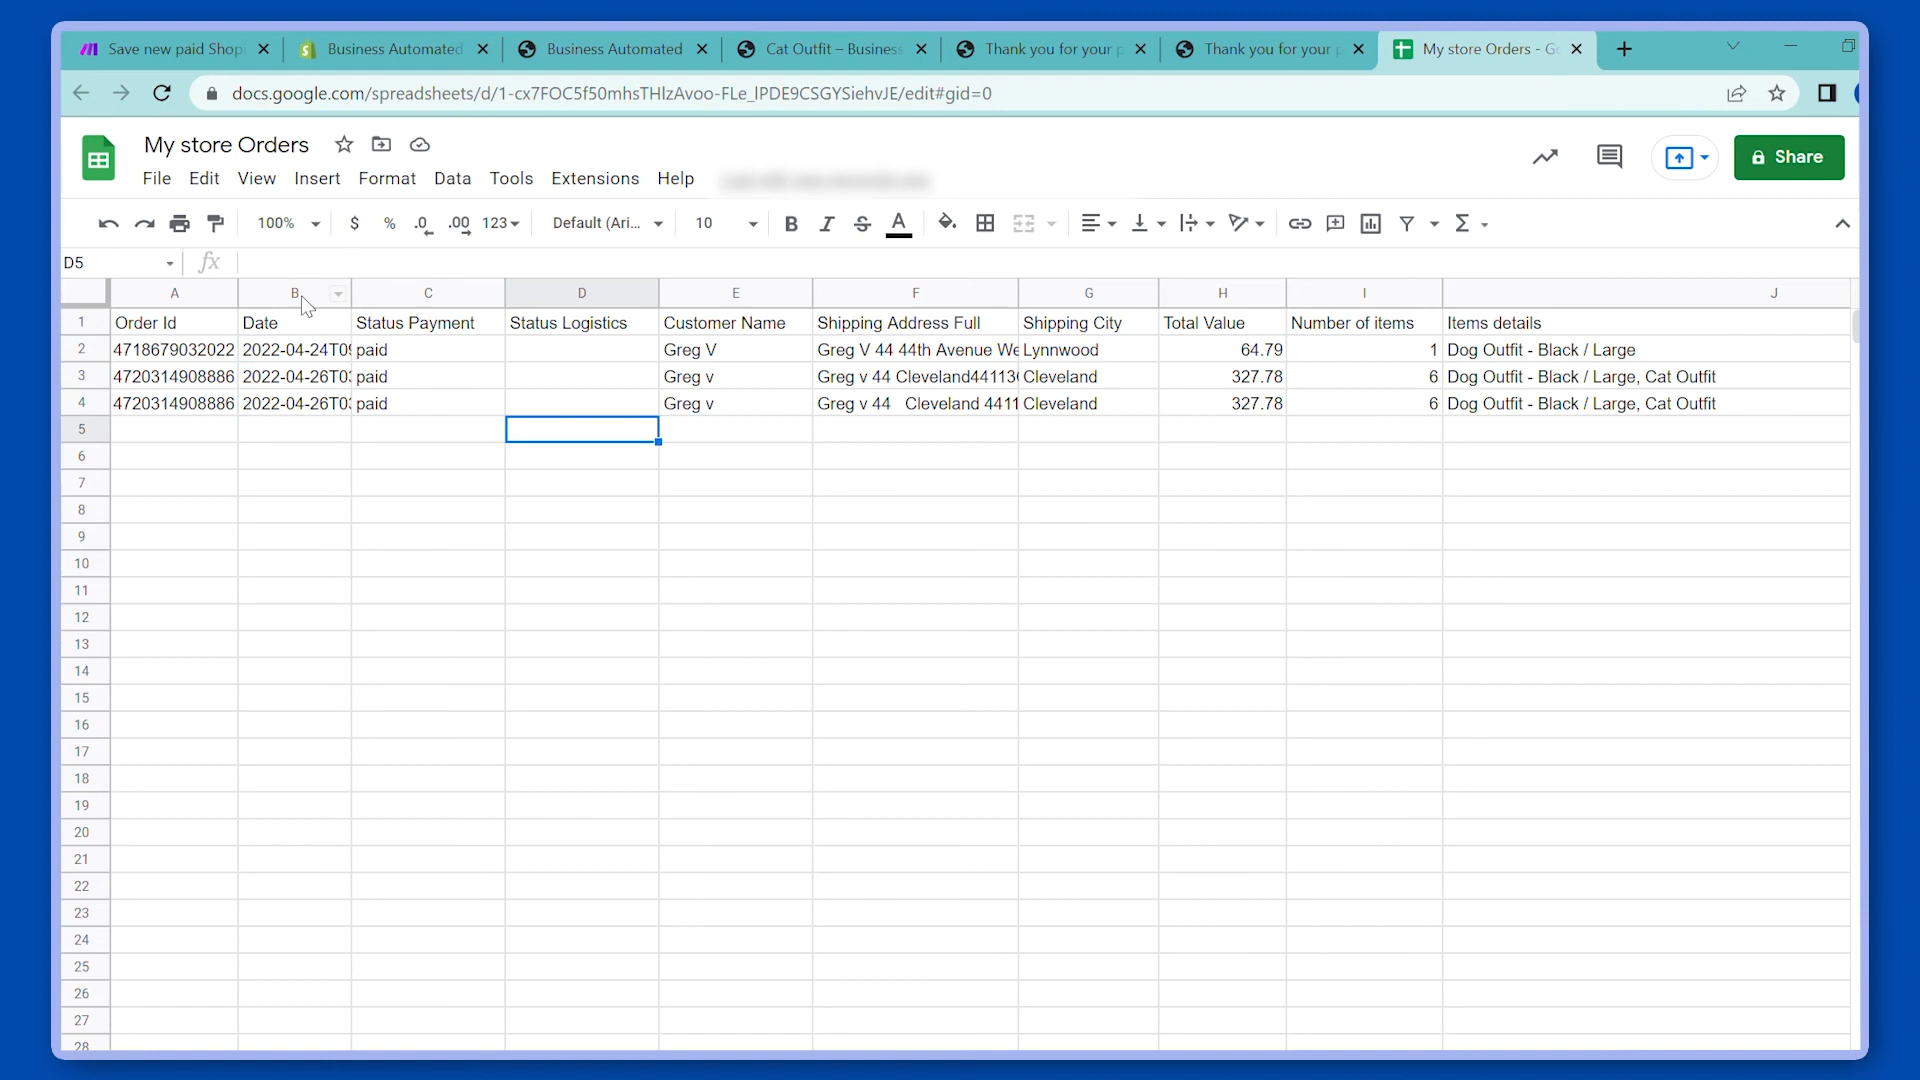 Save new paid Shopi
Business Automated
Business Automated
Cat Outfit – Business
Thank you for your p
Thank you for your p
My store Orders - Go
docs.google.com/spreadsheets/d/1-cx7FOC5f50mhsTHlzAvoo-FLe_lPDE9CSGYSiehvJE/edit#gid=0
My store Orders
Share
File Edit View Insert Format Data Tools Extensions Help
100% $ % .0 .00 123 Default (Ari... 10 B I S A Σ
D5 fx
A B C D E F G H I J
1 Order Id Date Status Payment Status Logistics Customer Name Shipping Address Full Shipping City Total Value Number of items Items details
2 4718679032022 2022-04-24T09 paid Greg V Greg V 44 44th Avenue We Lynnwood 64.79 1 Dog Outfit - Black / Large
3 4720314908886 2022-04-26T03 paid Greg v Greg v 44 Cleveland44113 Cleveland 327.78 6 Dog Outfit - Black / Large, Cat Outfit
4 4720314908886 2022-04-26T03 paid Greg v Greg v 44 Cleveland 4411 Cleveland 327.78 6 Dog Outfit - Black / Large, Cat Outfit
5
6
7
8
9
10
11
12
13
14
15
16
17
18
19
20
21
22
23
24
25
26
27
28